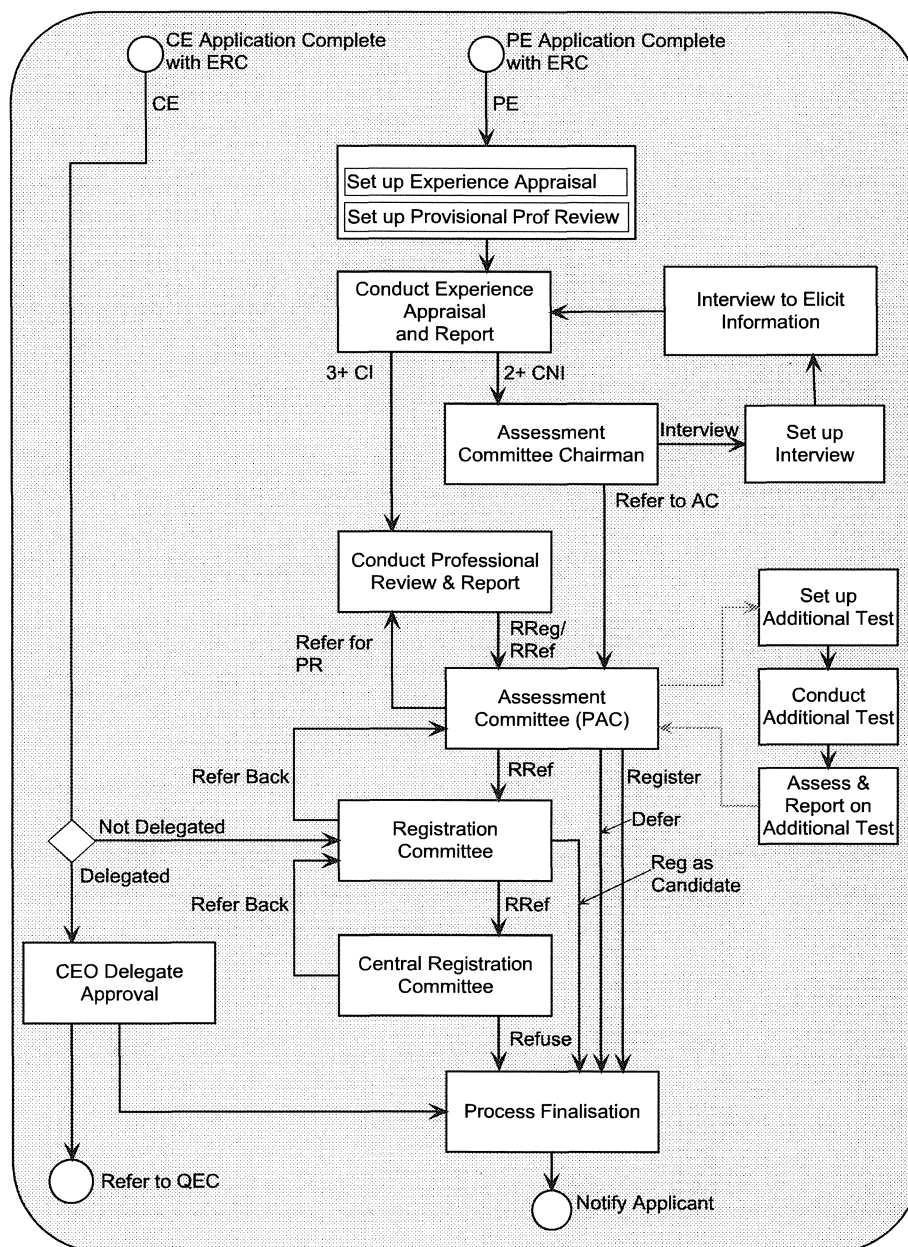 CE Application Complete
with ERC
PE Application Complete
with ERC
CE
PE
Set up Experience Appraisal
Set up Provisional Prof Review
Conduct Experience
Appraisal
and Report
Interview to Elicit
Information
3+ CI
2+ CNI
Assessment
Committee Chairman
Interview
Set up
Interview
Refer to AC
Conduct Professional
Review & Report
Set up
Additional Test
Refer for
PR
RReg/
RRef
Assessment
Committee (PAC)
Conduct
Additional Test
Refer Back
RRef
Register
Assess &
Report on
Additional Test
Not Delegated
Registration
Committee
Defer
Delegated
Refer Back
RRef
Reg as
Candidate
CEO Delegate
Approval
Central Registration
Committee
Refuse
Process Finalisation
Refer to QEC
Notify Applicant